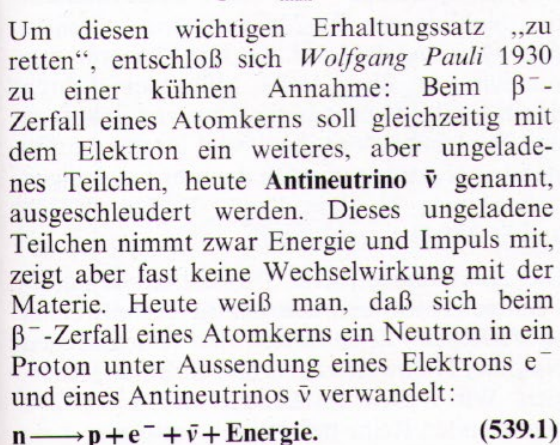 Um diesen wichtigen Erhaltungssatz „zu
retten“, entschloß sich Wolfgang Pauli 1930
zu einer kühnen Annahme: Beim β⁻-
Zerfall eines Atomkerns soll gleichzeitig mit
dem Elektron ein weiteres, aber ungelade-
nes Teilchen, heute Antineutrino ν̄ genannt,
ausgeschleudert werden. Dieses ungeladene
Teilchen nimmt zwar Energie und Impuls mit,
zeigt aber fast keine Wechselwirkung mit der
Materie. Heute weiß man, daß sich beim
β⁻-Zerfall eines Atomkerns ein Neutron in ein
Proton unter Aussendung eines Elektrons e⁻
und eines Antineutrinos ν̄ verwandelt:
n ⟶ p + e⁻ + ν̄ + Energie. (539.1)